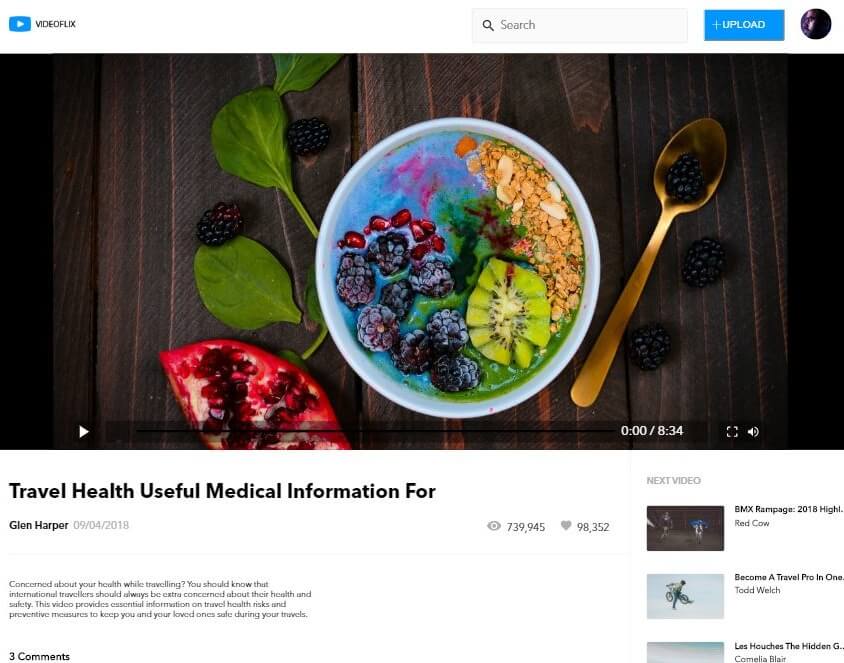 VIDEOFLIX
Search
+UPLOAD
0:00 / 8:34
Travel Health Useful Medical Information For
Glen Harper 09/04/2018
739,945
98,352
Concerned about your health while travelling? You should know that
international travellers should always be extra concerned about their health and
safety. This video provides essential information on travel health risks and
preventive measures to keep you and your loved ones safe during your travels.
3 Comments
NEXT VIDEO
BMX Rampage: 2018 Highl..
Red Cow
Become A Travel Pro In One..
Todd Welch
Les Houches The Hidden G..
Cornelia Blair